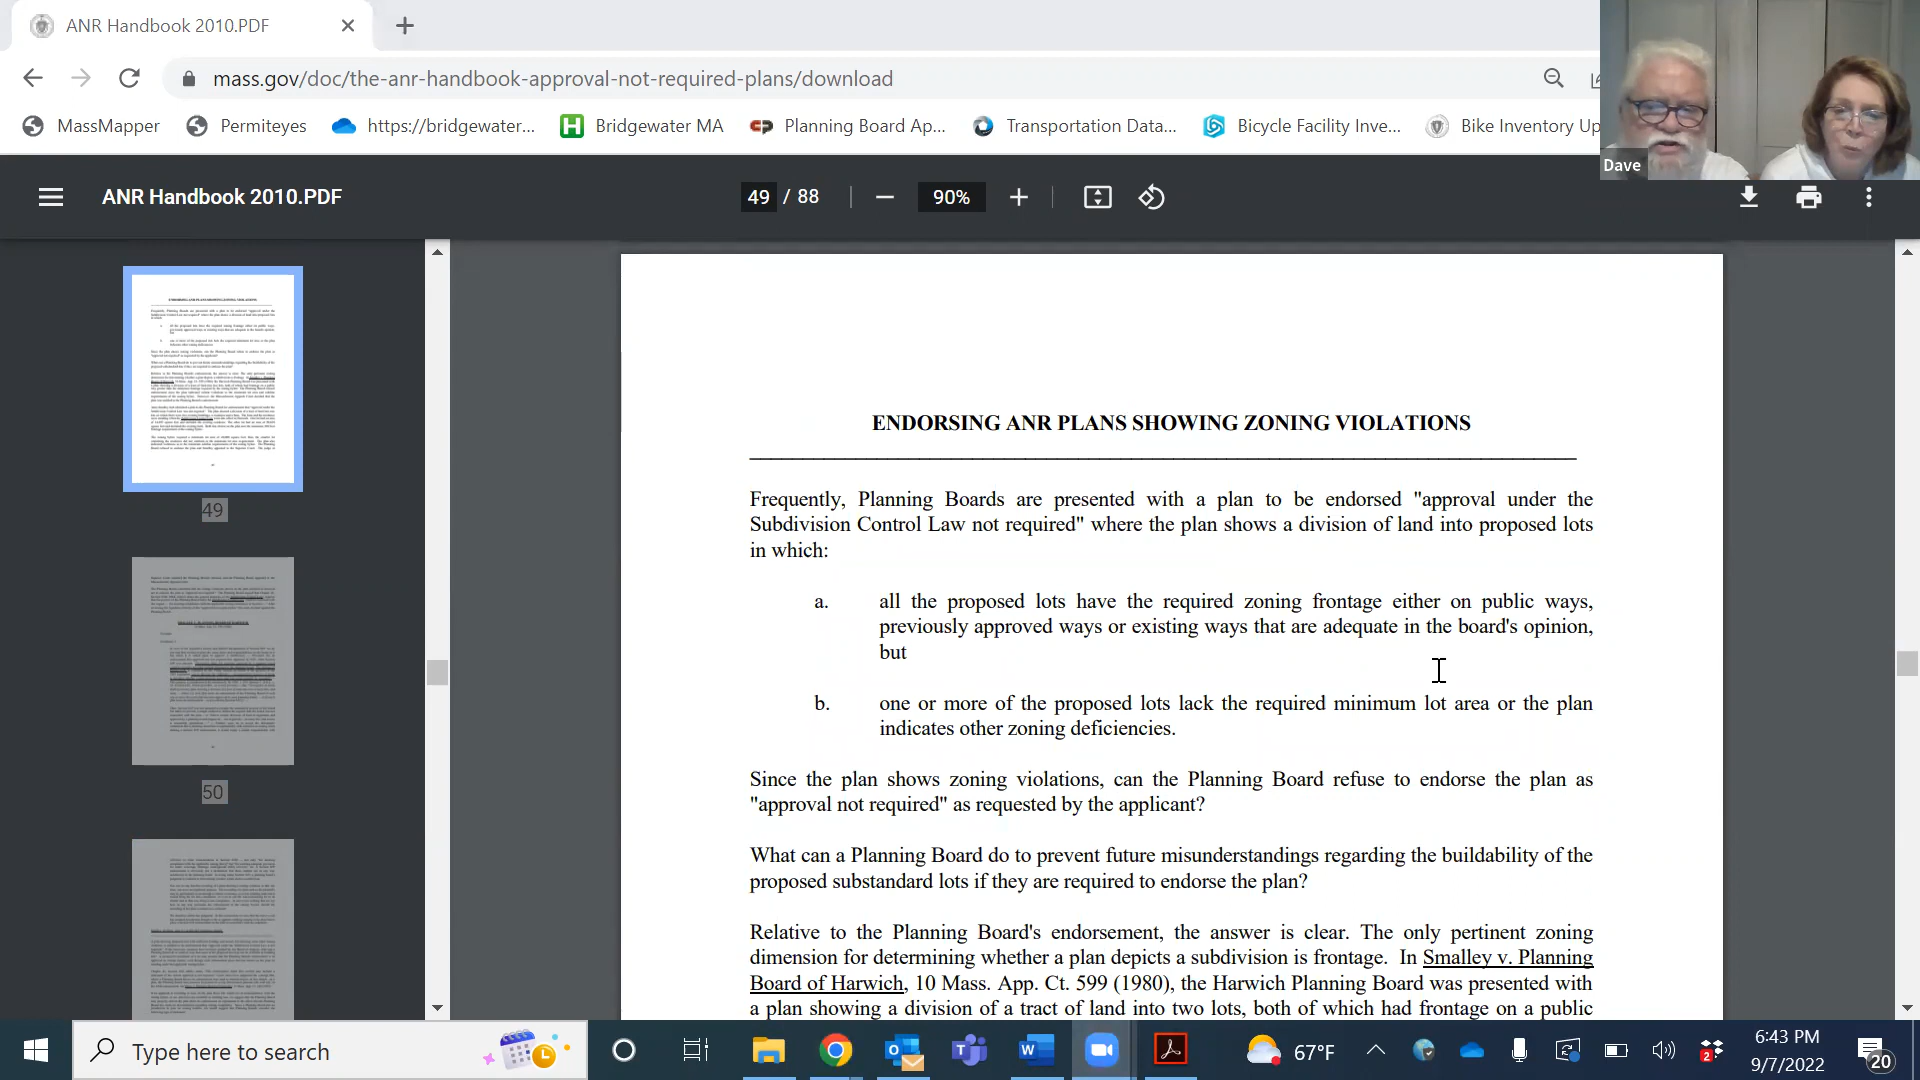 ANR Handbook 2010.PDF
mass.gov/doc/the-anr-handbook-approval-not-required-plans/download
MassMapper Permiteyes https://bridgewater... Bridgewater MA Planning Board Ap... Transportation Data... Bicycle Facility Inve... Bike Inventory Up
Dave
ANR Handbook 2010.PDF 49 / 88 90%
49
50
ENDORSING ANR PLANS SHOWING ZONING VIOLATIONS
Frequently, Planning Boards are presented with a plan to be endorsed "approval under the
Subdivision Control Law not required" where the plan shows a division of land into proposed lots
in which:
a. all the proposed lots have the required zoning frontage either on public ways,
previously approved ways or existing ways that are adequate in the board's opinion,
but
b. one or more of the proposed lots lack the required minimum lot area or the plan
indicates other zoning deficiencies.
Since the plan shows zoning violations, can the Planning Board refuse to endorse the plan as
"approval not required" as requested by the applicant?
What can a Planning Board do to prevent future misunderstandings regarding the buildability of the
proposed substandard lots if they are required to endorse the plan?
Relative to the Planning Board's endorsement, the answer is clear. The only pertinent zoning
dimension for determining whether a plan depicts a subdivision is frontage. In Smalley v. Planning
Board of Harwich, 10 Mass. App. Ct. 599 (1980), the Harwich Planning Board was presented with
a plan showing a division of a tract of land into two lots, both of which had frontage on a public
Type here to search
67°F
6:43 PM
9/7/2022
2
20